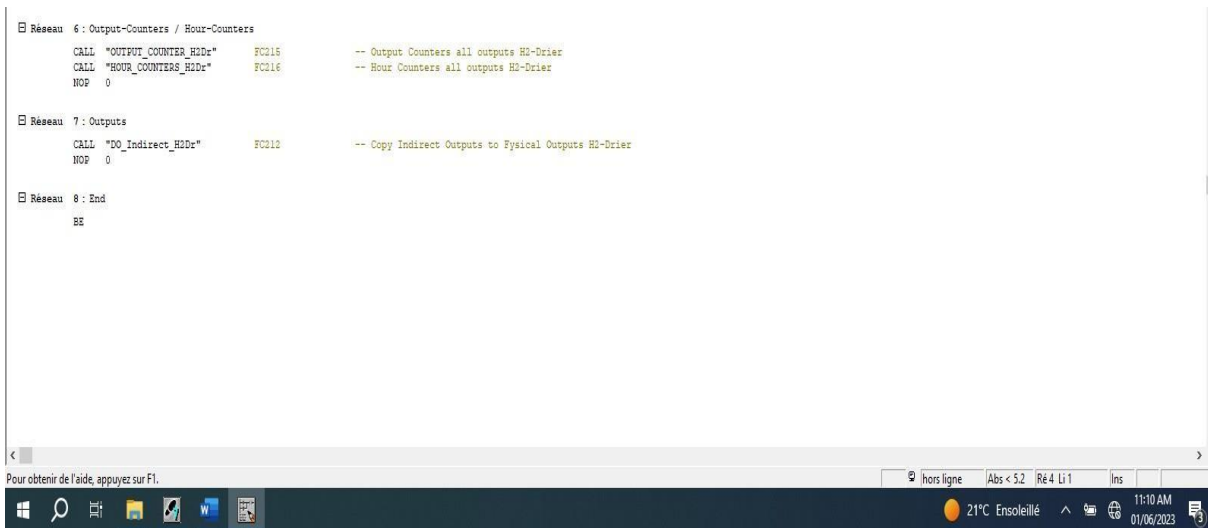 Réseau 6 : Output-Counters / Hour-Counters
CALL "OUTPUT_COUNTER_H2Dr" FC215 -- Output Counters all outputs H2-Drier
CALL "HOUR_COUNTERS_H2Dr" FC216 -- Hour Counters all outputs H2-Drier
NOP 0
Réseau 7 : Outputs
CALL "DO_Indirect_H2Dr" FC212 -- Copy Indirect Outputs to Fysical Outputs H2-Drier
NOP 0
Réseau 8 : End
BE
Pour obtenir de l'aide, appuyez sur F1. hors ligne Abs < 5.2 Ré 4 Li 1 Ins
W 21°C Ensoleillé 11:10 AM
01/06/2023 3